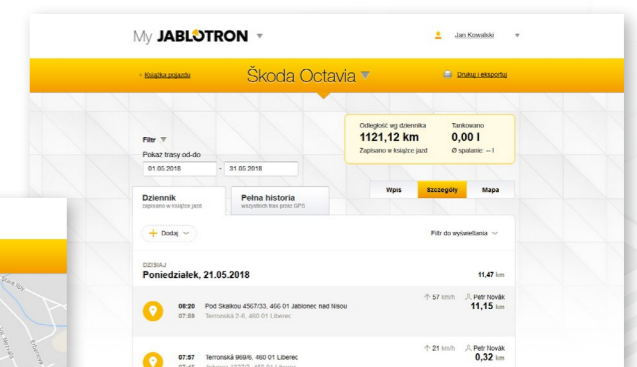 My JABLOTRON
Jan Kowalski
‹ Książka pojazdu
Škoda Octavia
Drukuj i eksportuj
Filtr
Pokaż trasy od-do
01.05.2018 - 31.05.2018
Odległość wg dziennika
1121,12 km
Zapisano w książce jazd
Tankowano
0,00 l
Ø spalanie: -- l
Dziennik
zapisano w książce jazd
Pełna historia
wszystkich tras przez GPS
Wpis
Szczegóły
Mapa
Dodaj
Filtr do wyświetlania
DZISIAJ
Poniedziałek, 21.05.2018
11,47 km
08:20 Pod Skalkou 4567/33, 466 01 Jablonec nad Nisou
07:88 Terronská 2-6, 460 01 Liberec
57 km/h
Petr Novák
11,15 km
07:57 Terronská 969/6, 460 01 Liberec
21 km/h
Petr Novák
0,32 km